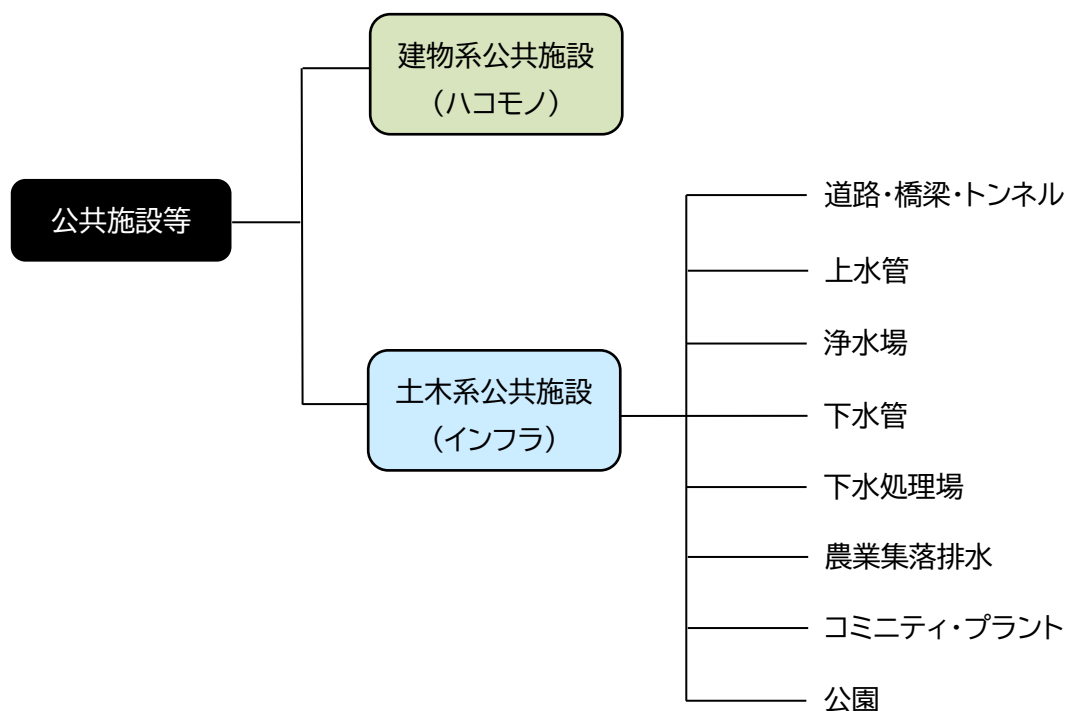 建物系公共施設
（ハコモノ）
公共施設等
土木系公共施設
（インフラ）
道路・橋梁・トンネル
上水管
浄水場
下水管
下水処理場
農業集落排水
コミニティ・プラント
公園